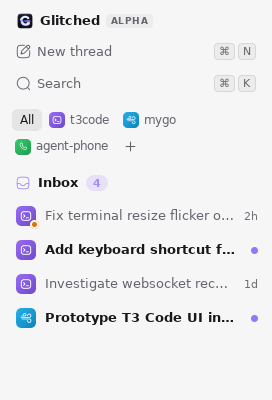 Glitched ALPHA
New thread ⌘ N
Search ⌘ K
All t3code mygo
agent-phone +
Inbox 4
Fix terminal resize flicker o... 2h
Add keyboard shortcut f...
Investigate websocket rec... 1d
Prototype T3 Code UI in...